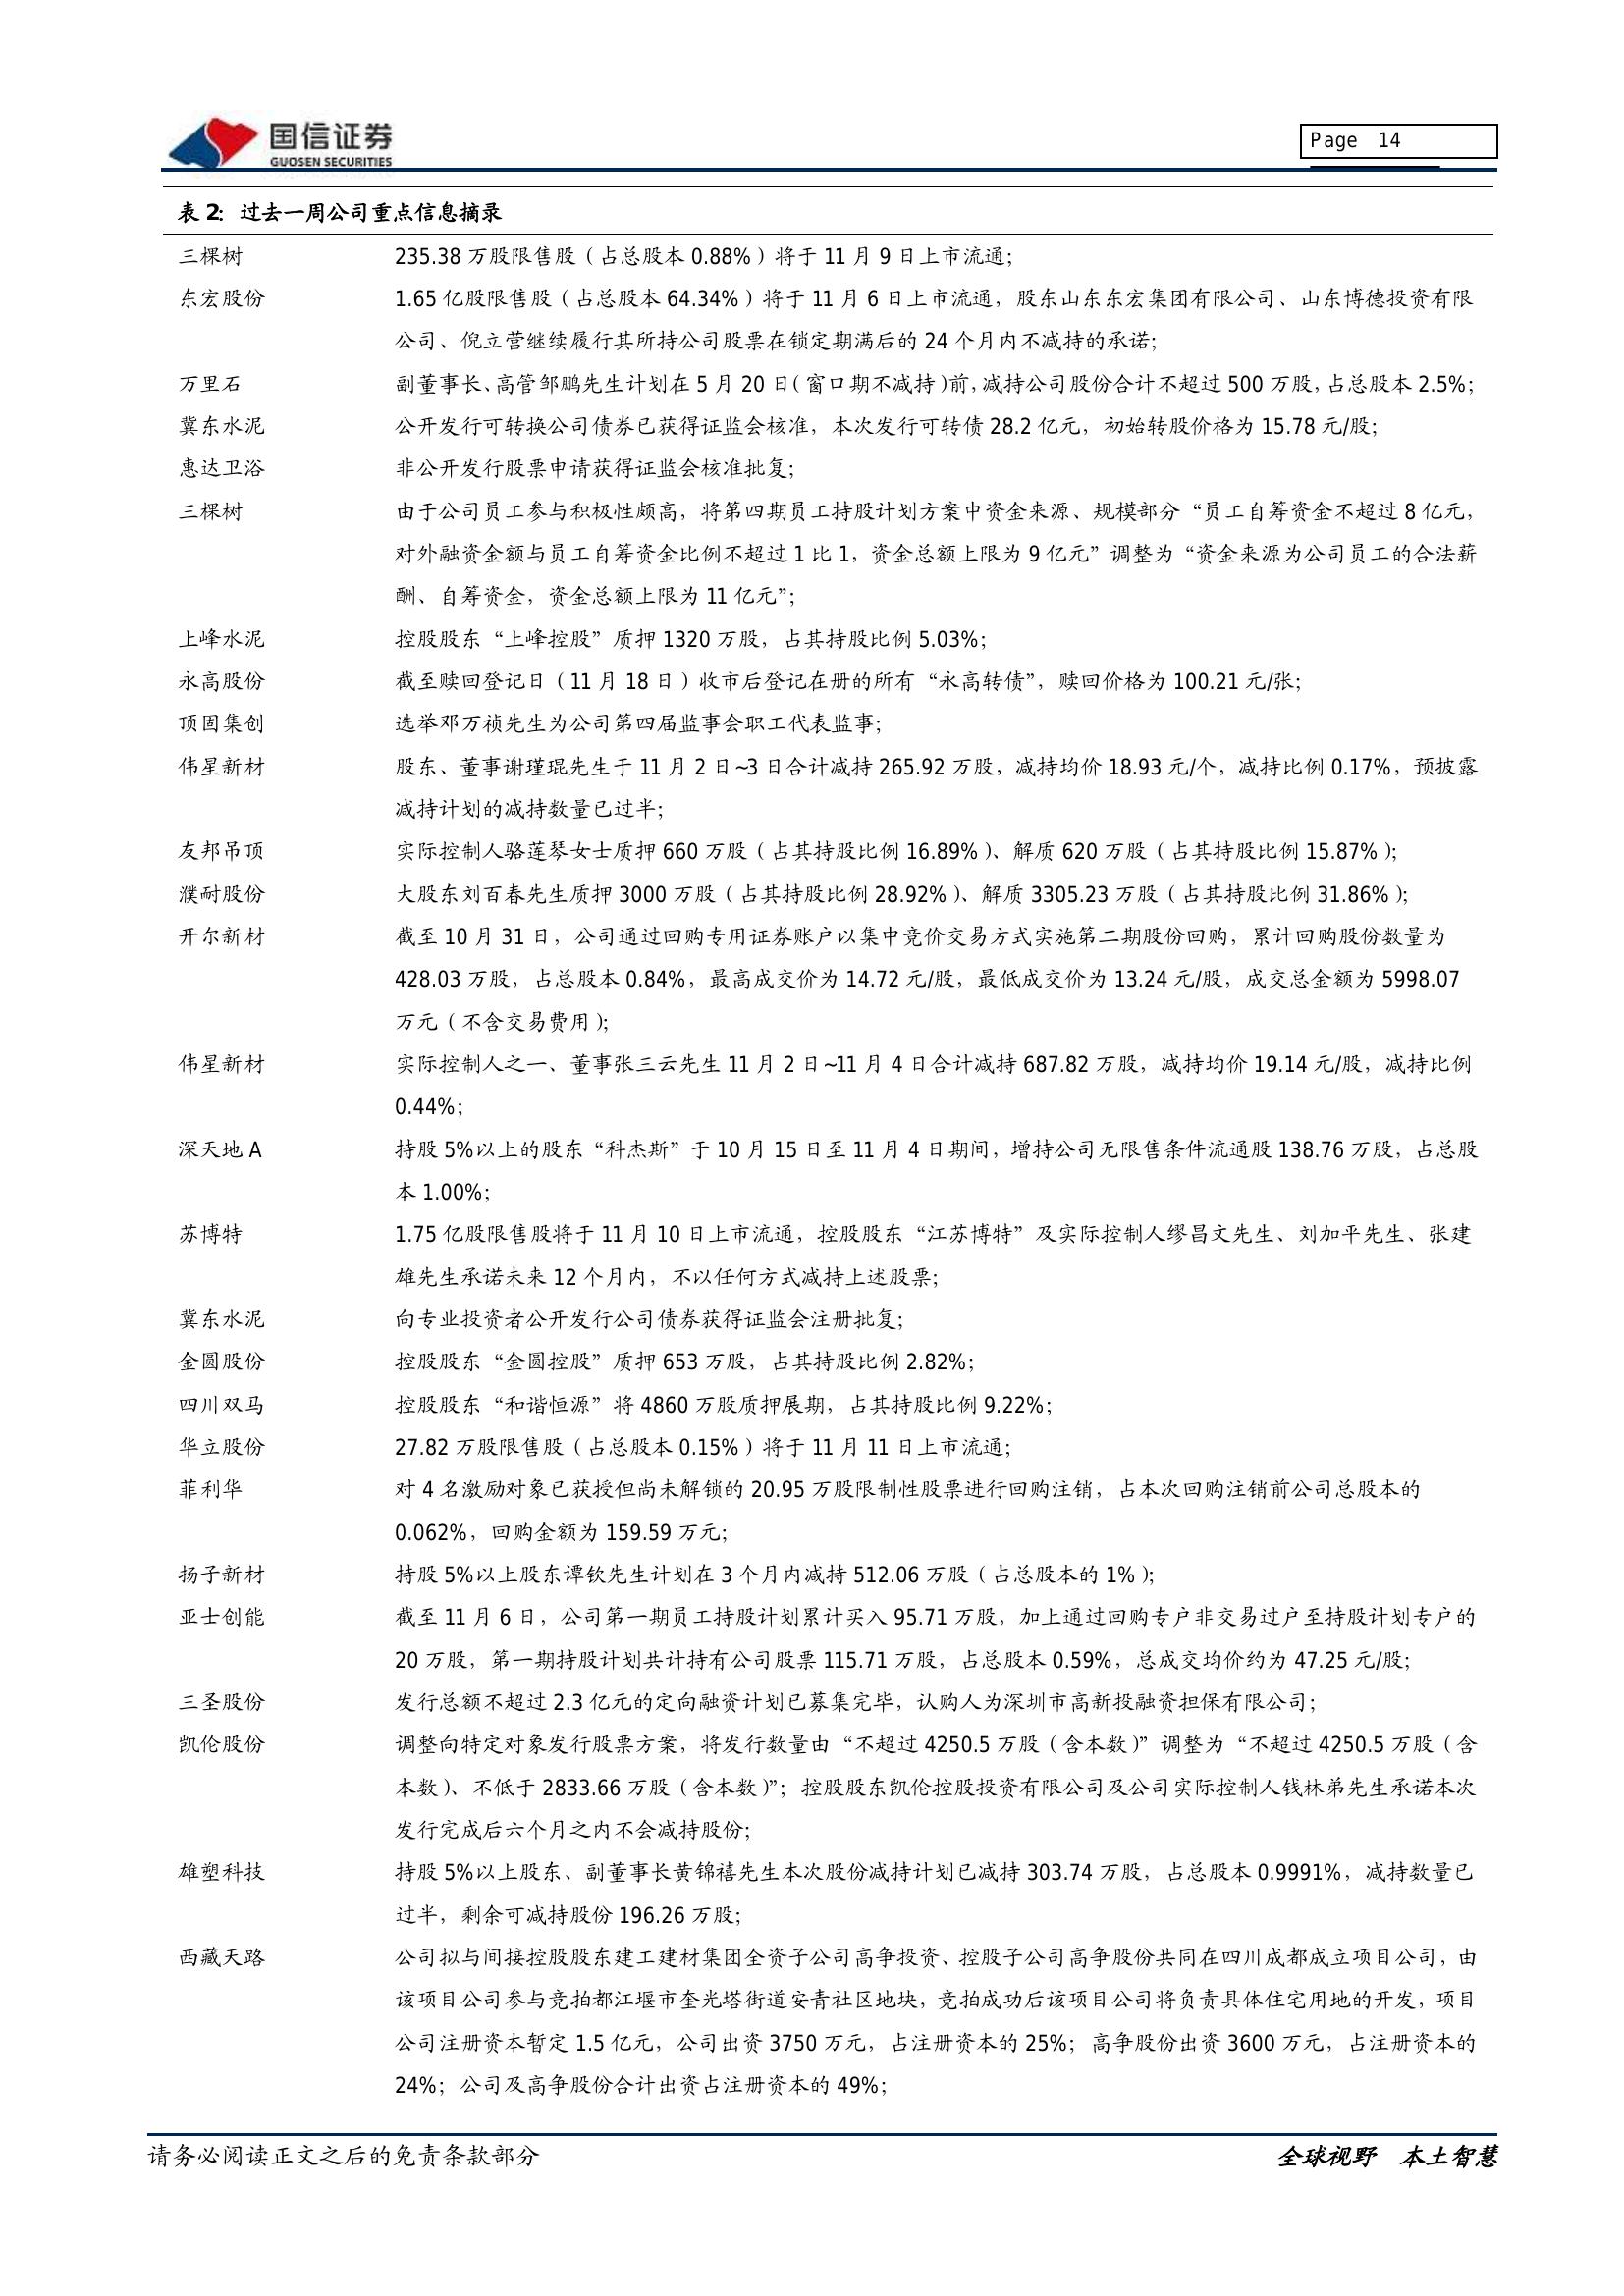 国信证券
GUOSEN SECURITIES
Page 14
表 2：过去一周公司重点信息摘录
三棵树 235.38 万股限售股（占总股本 0.88%）将于 11 月 9 日上市流通；
东宏股份 1.65 亿股限售股（占总股本 64.34%）将于 11 月 6 日上市流通，股东山东东宏集团有限公司、山东博德投资有限
公司、倪立营继续履行其所持公司股票在锁定期满后的 24 个月内不减持的承诺；
万里石 副董事长、高管邹鹏先生计划在 5 月 20 日（窗口期不减持）前，减持公司股份合计不超过 500 万股，占总股本 2.5%；
冀东水泥 公开发行可转换公司债券已获得证监会核准，本次发行可转债 28.2 亿元，初始转股价格为 15.78 元/股；
惠达卫浴 非公开发行股票申请获得证监会核准批复；
三棵树 由于公司员工参与积极性颇高，将第四期员工持股计划方案中资金来源、规模部分“员工自筹资金不超过 8 亿元，
对外融资金额与员工自筹资金比例不超过 1 比 1，资金总额上限为 9 亿元”调整为“资金来源为公司员工的合法薪
酬、自筹资金，资金总额上限为 11 亿元”；
上峰水泥 控股股东“上峰控股”质押 1320 万股，占其持股比例 5.03%；
永高股份 截至赎回登记日（11 月 18 日）收市后登记在册的所有“永高转债”，赎回价格为 100.21 元/张；
顶固集创 选举邓万祯先生为公司第四届监事会职工代表监事；
伟星新材 股东、董事谢瑾琨先生于 11 月 2 日~3 日合计减持 265.92 万股，减持均价 18.93 元/个，减持比例 0.17%，预披露
减持计划的减持数量已过半；
友邦吊顶 实际控制人骆莲琴女士质押 660 万股（占其持股比例 16.89%）、解质 620 万股（占其持股比例 15.87%）；
濮耐股份 大股东刘百春先生质押 3000 万股（占其持股比例 28.92%）、解质 3305.23 万股（占其持股比例 31.86%）；
开尔新材 截至 10 月 31 日，公司通过回购专用证券账户以集中竞价交易方式实施第二期股份回购，累计回购股份数量为
428.03 万股，占总股本 0.84%，最高成交价为 14.72 元/股，最低成交价为 13.24 元/股，成交总金额为 5998.07
万元（不含交易费用）；
伟星新材 实际控制人之一、董事张三云先生 11 月 2 日~11 月 4 日合计减持 687.82 万股，减持均价 19.14 元/股，减持比例
0.44%；
深天地 A 持股 5%以上的股东“科杰斯”于 10 月 15 日至 11 月 4 日期间，增持公司无限售条件流通股 138.76 万股，占总股
本 1.00%；
苏博特 1.75 亿股限售股将于 11 月 10 日上市流通，控股股东“江苏博特”及实际控制人缪昌文先生、刘加平先生、张建
雄先生承诺未来 12 个月内，不以任何方式减持上述股票；
冀东水泥 向专业投资者公开发行公司债券获得证监会注册批复；
金圆股份 控股股东“金圆控股”质押 653 万股，占其持股比例 2.82%；
四川双马 控股股东“和谐恒源”将 4860 万股质押展期，占其持股比例 9.22%；
华立股份 27.82 万股限售股（占总股本 0.15%）将于 11 月 11 日上市流通；
菲利华 对 4 名激励对象已获授但尚未解锁的 20.95 万股限制性股票进行回购注销，占本次回购注销前公司总股本的
0.062%，回购金额为 159.59 万元；
扬子新材 持股 5%以上股东谭钦先生计划在 3 个月内减持 512.06 万股（占总股本的 1%）；
亚士创能 截至 11 月 6 日，公司第一期员工持股计划累计买入 95.71 万股，加上通过回购专户非交易过户至持股计划专户的
20 万股，第一期持股计划共计持有公司股票 115.71 万股，占总股本 0.59%，总成交均价约为 47.25 元/股；
三圣股份 发行总额不超过 2.3 亿元的定向融资计划已募集完毕，认购人为深圳市高新投融资担保有限公司；
凯伦股份 调整向特定对象发行股票方案，将发行数量由“不超过 4250.5 万股（含本数）”调整为“不超过 4250.5 万股（含
本数）、不低于 2833.66 万股（含本数）”；控股股东凯伦控股投资有限公司及公司实际控制人钱林弟先生承诺本次
发行完成后六个月之内不会减持股份；
雄塑科技 持股 5%以上股东、副董事长黄锦禧先生本次股份减持计划已减持 303.74 万股，占总股本 0.9991%，减持数量已
过半，剩余可减持股份 196.26 万股；
西藏天路 公司拟与间接控股股东建工建材集团全资子公司高争投资、控股子公司高争股份共同在四川成都成立项目公司，由
该项目公司参与竞拍都江堰市奎光塔街道安青社区地块，竞拍成功后该项目公司将负责具体住宅用地的开发，项目
公司注册资本暂定 1.5 亿元，公司出资 3750 万元，占注册资本的 25%；高争股份出资 3600 万元，占注册资本的
24%；公司及高争股份合计出资占注册资本的 49%；
请务必阅读正文之后的免责条款部分
全球视野 本土智慧